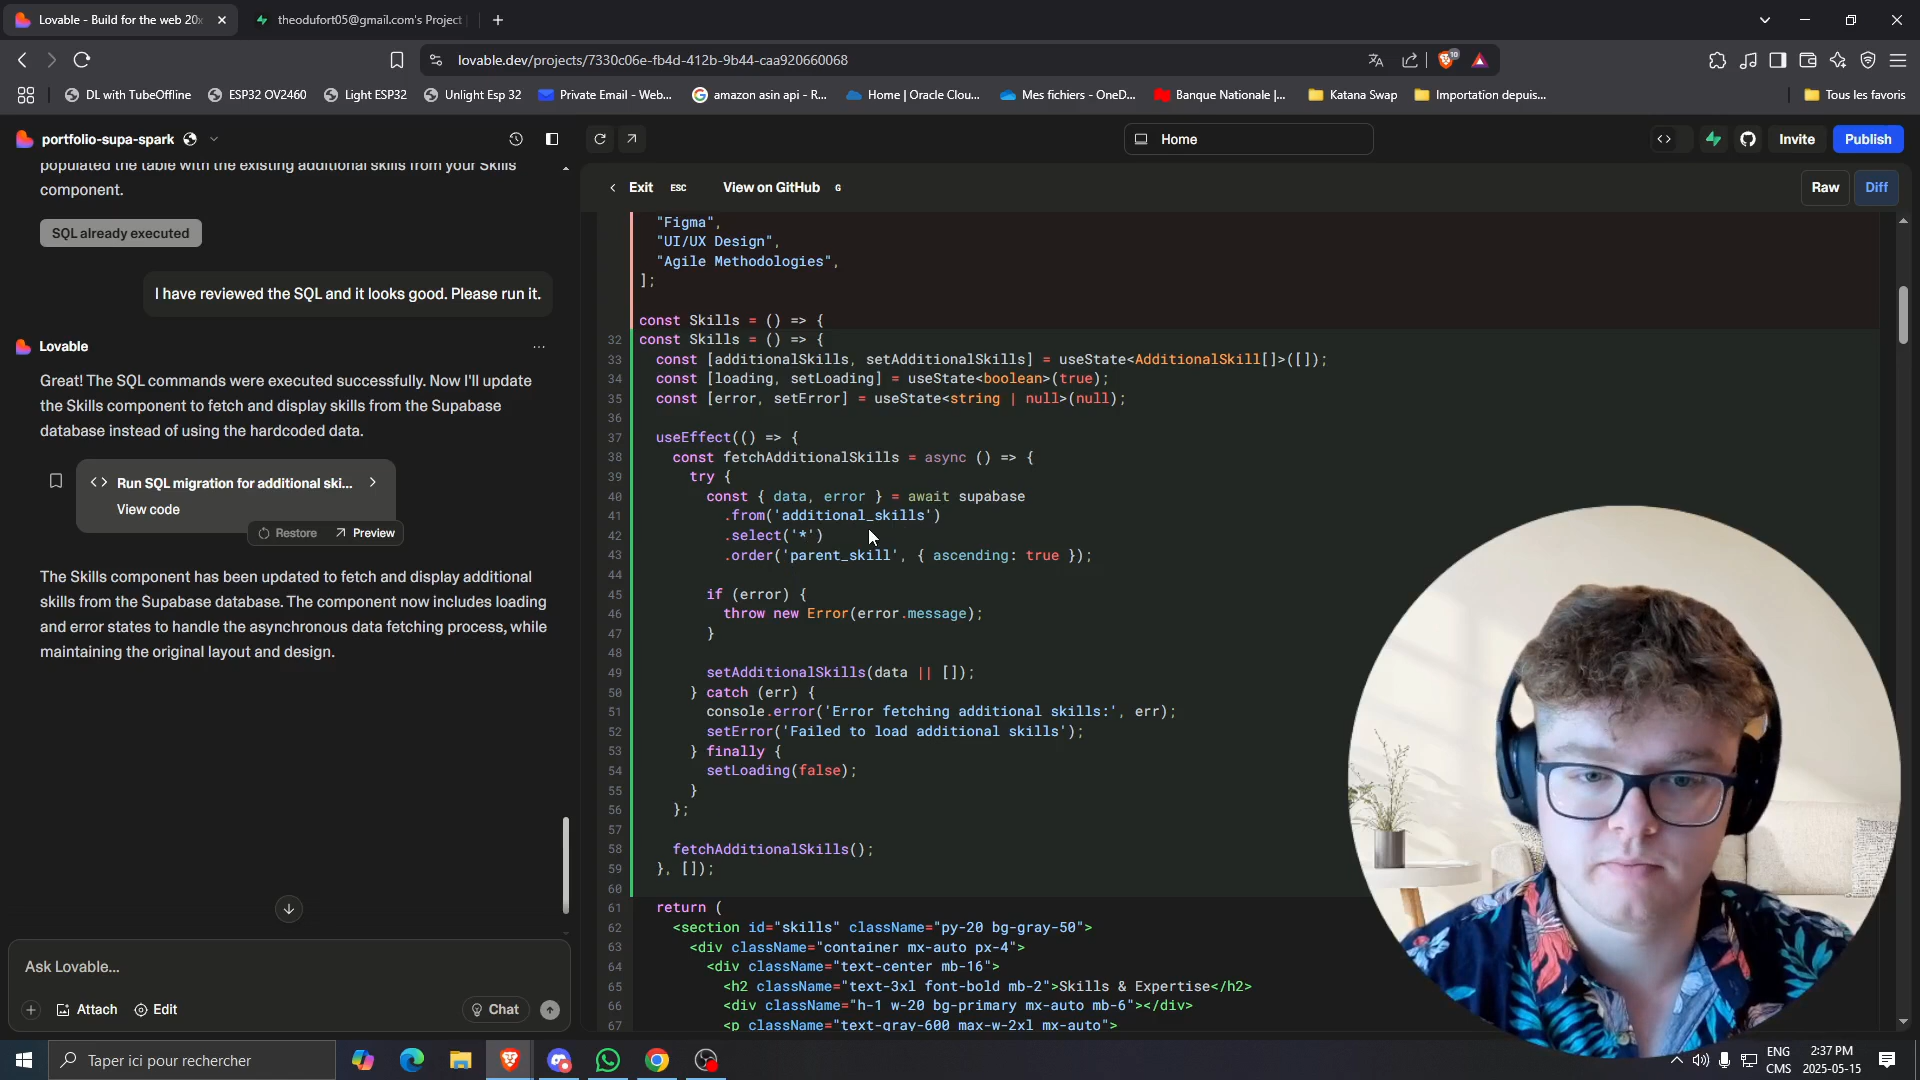 Lovable - Build for the web 20x
theodufort05@gmail.com's Project
lovable.dev/projects/7330c06e-fb4d-412b-9b44-caa920660068
10
DL with TubeOffline
ESP32 OV2460
Light ESP32
Unlight Esp 32
Private Email - Web...
amazon asin api - R...
Home | Oracle Clou...
Mes fichiers - OneD...
Banque Nationale |...
Katana Swap
Importation depuis...
Tous les favoris
portfolio-supa-spark
Home
Invite
Publish
populated the table with the existing additional skills from your Skills
component.
SQL already executed
I have reviewed the SQL and it looks good. Please run it.
Lovable
Great! The SQL commands were executed successfully. Now I'll update
the Skills component to fetch and display skills from the Supabase
database instead of using the hardcoded data.
Run SQL migration for additional ski...
View code
Restore
Preview
The Skills component has been updated to fetch and display additional
skills from the Supabase database. The component now includes loading
and error states to handle the asynchronous data fetching process, while
maintaining the original layout and design.
Ask Lovable...
Attach
Edit
Chat
Exit ESC
View on GitHub G
Raw
Diff
"Figma",
"UI/UX Design",
"Agile Methodologies",
];
const Skills = () => {
32 const Skills = () => {
33 const [additionalSkills, setAdditionalSkills] = useState<AdditionalSkill[]>([]);
34 const [loading, setLoading] = useState<boolean>(true);
35 const [error, setError] = useState<string | null>(null);
36
37 useEffect(() => {
38 const fetchAdditionalSkills = async () => {
39 try {
40 const { data, error } = await supabase
41 .from('additional_skills')
42 .select('*')
43 .order('parent_skill', { ascending: true });
44
45 if (error) {
46 throw new Error(error.message);
47 }
48
49 setAdditionalSkills(data || []);
50 } catch (err) {
51 console.error('Error fetching additional skills:', err);
52 setError('Failed to load additional skills');
53 } finally {
54 setLoading(false);
55 }
56 };
57
58 fetchAdditionalSkills();
59 }, []);
60
61 return (
62 <section id="skills" className="py-20 bg-gray-50">
63 <div className="container mx-auto px-4">
64 <div className="text-center mb-16">
65 <h2 className="text-3xl font-bold mb-2">Skills & Expertise</h2>
66 <div className="h-1 w-20 bg-primary mx-auto mb-6"></div>
67 <p className="text-gray-600 max-w-2xl mx-auto">
Taper ici pour rechercher
ENG
CMS
2:37 PM
2025-05-15